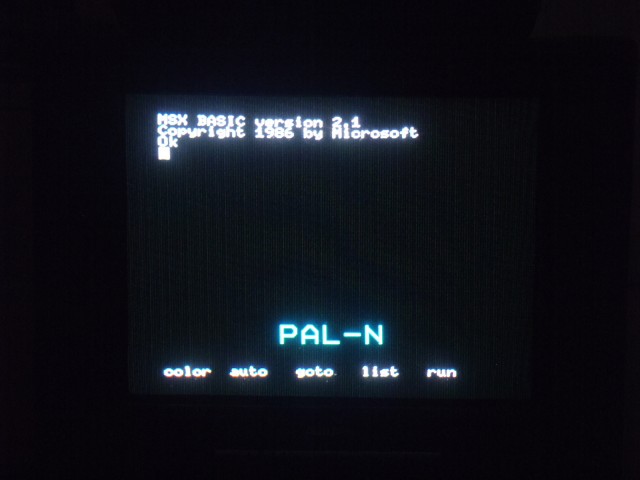 MSX BASIC version 2.1
Copyright 1986 by Microsoft
Ok
PAL-N
color auto goto list run